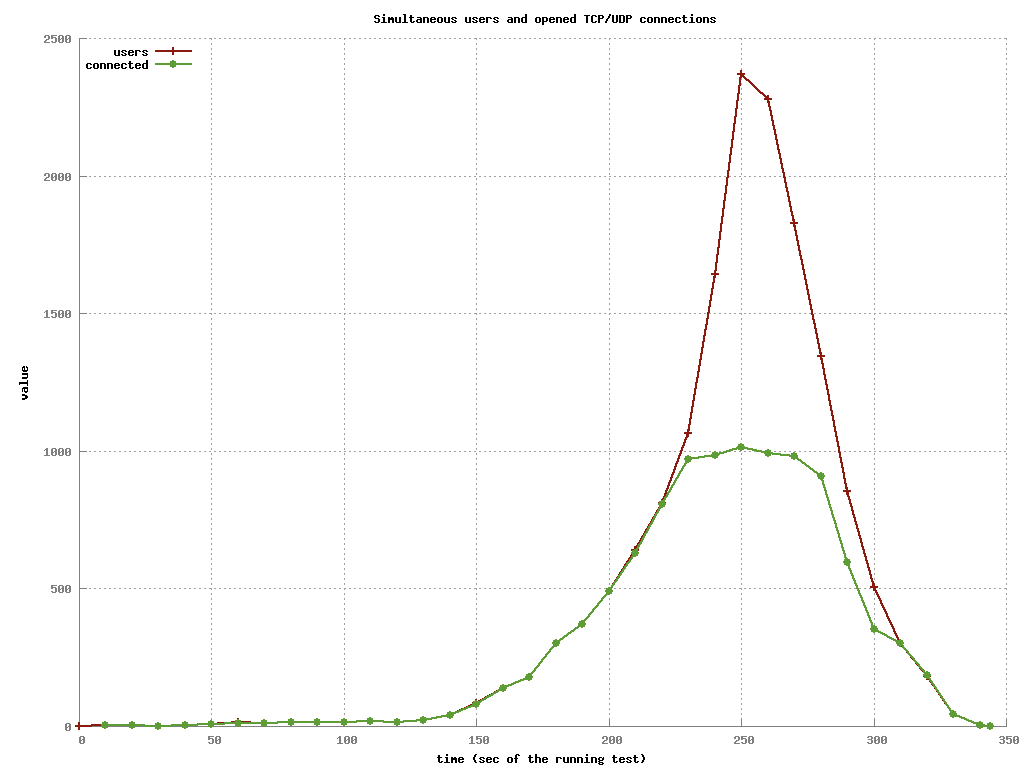 Simultaneous users and opened TCP/UDP connections
2500
users
connected
2000
1500
value
1000
500
0
0 50 100 150 200 250 300 350
time (sec of the running test)